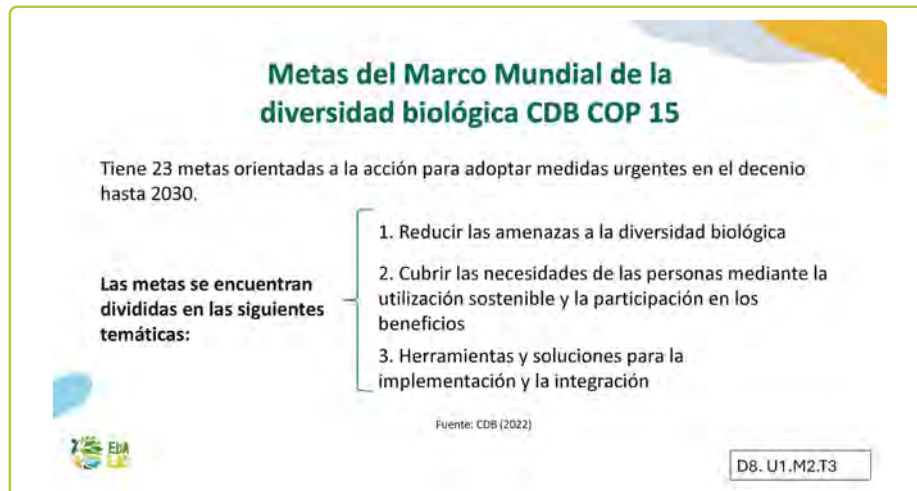 Metas del Marco Mundial de la
diversidad biológica CDB COP 15
Tiene 23 metas orientadas a la acción para adoptar medidas urgentes en el decenio
hasta 2030.
Las metas se encuentran
divididas en las siguientes
temáticas:
1. Reducir las amenazas a la diversidad biológica
2. Cubrir las necesidades de las personas mediante la
utilización sostenible y la participación en los
beneficios
3. Herramientas y soluciones para la
implementación y la integración
Fuente: CDB (2022)
EbA
LAC
D8. U1.M2.T3